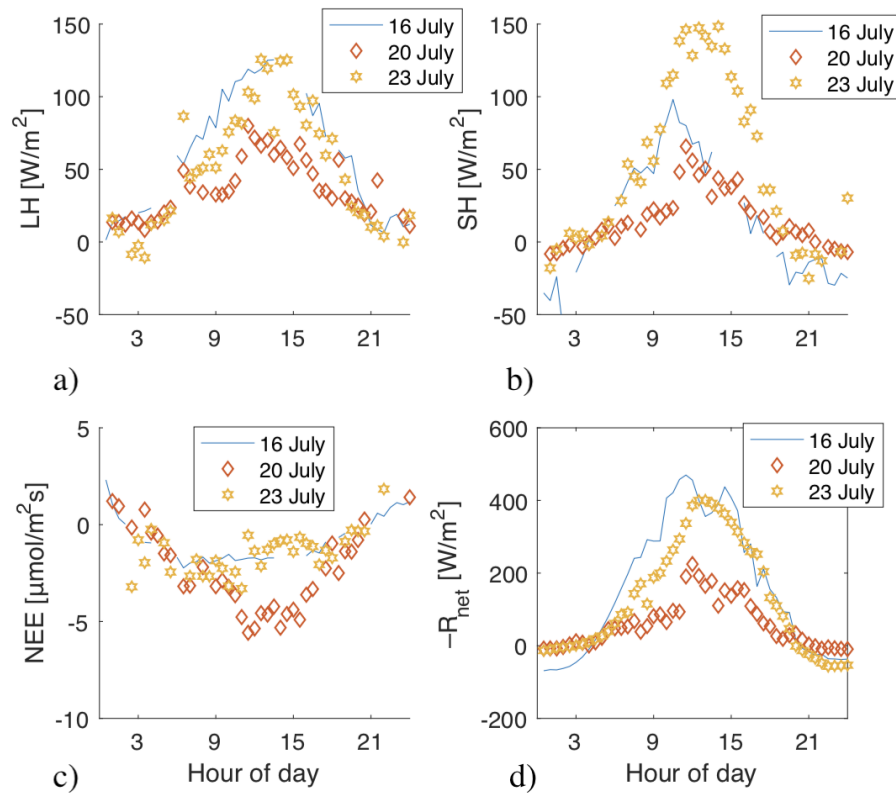 150
100
50
0
-50
LH [W/m²]
16 July
20 July
23 July
3
9
15
21
a)
150
100
50
0
-50
SH [W/m²]
16 July
20 July
23 July
3
9
15
21
b)
5
0
-5
-10
NEE [µmol/m²s]
16 July
20 July
23 July
3
9
15
21
Hour of day
c)
600
400
200
0
-200
−Rnet [W/m²]
16 July
20 July
23 July
3
9
15
21
Hour of day
d)